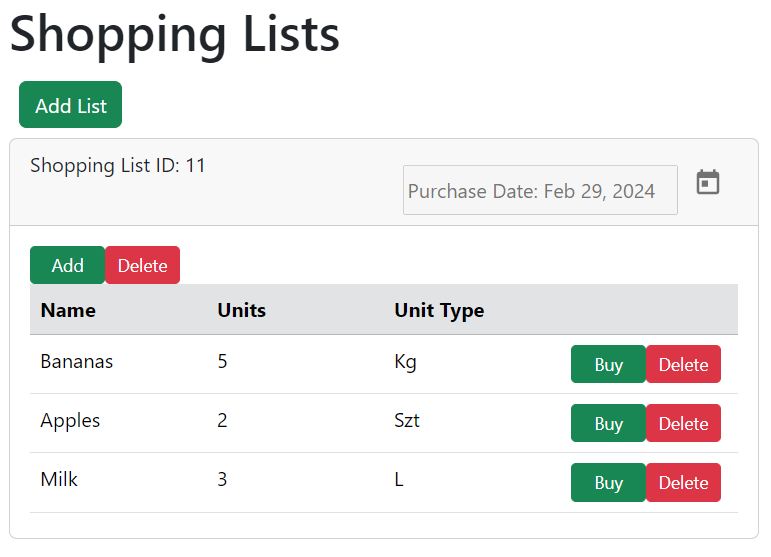 Shopping Lists
Add List
Shopping List ID: 11
Purchase Date: Feb 29, 2024
Add Delete
Name Units Unit Type
Bananas 5 Kg Buy Delete
Apples 2 Szt Buy Delete
Milk 3 L Buy Delete